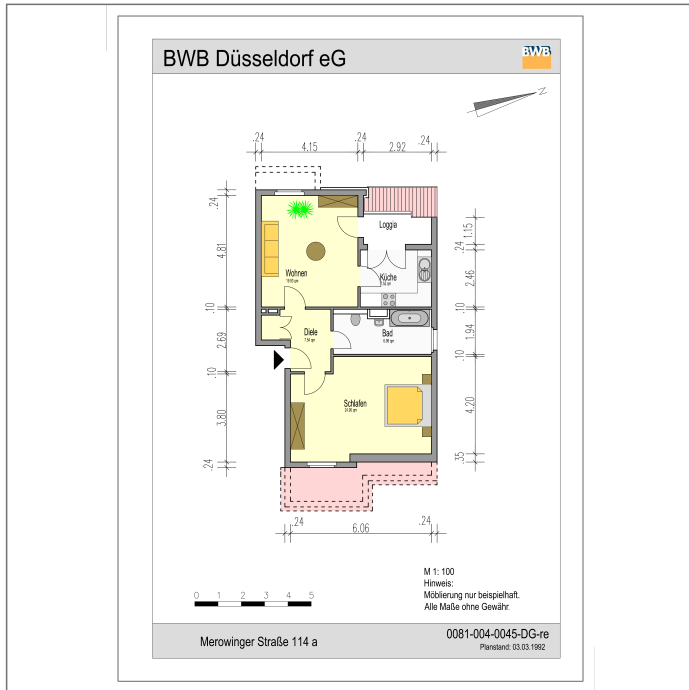 BWB Düsseldorf eG
BWB
N
.24
4.15
.24
2.92
.24
.24
4.81
.10
2.69
.10
3.80
.24
1.15
.24
2.46
.10
1.94
.10
4.20
.35
Loggia
Wohnen
Küche
Diele
Bad
Schlafen
.24
6.06
.24
0 1 2 3 4 5
M 1: 100
Hinweis:
Möblierung nur beispielhaft.
Alle Maße ohne Gewähr.
Merowinger Straße 114 a
0081-004-0045-DG-re
Planstand: 03.03.1992